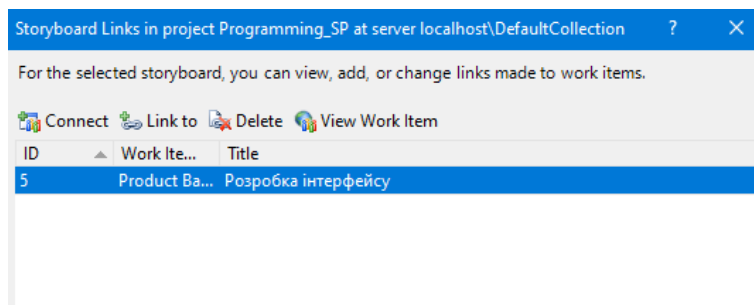 Storyboard Links in project Programming_SP at server localhost\DefaultCollection ? ×
For the selected storyboard, you can view, add, or change links made to work items.
Connect Link to Delete View Work Item
ID Work Ite... Title
5 Product Ba... Розробка інтерфейсу